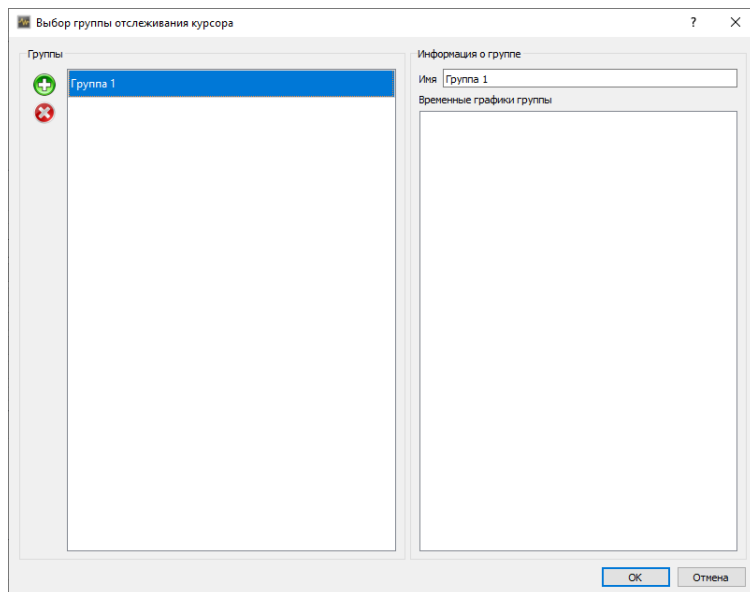 Выбор группы отслеживания курсора
?
Группы
Группа 1
Информация о группе
Имя Группа 1
Временные графики группы
OK
Отмена